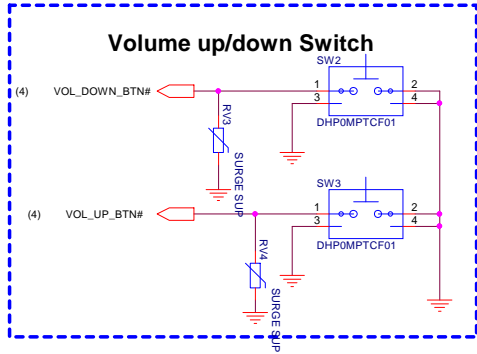 Volume up/down Switch
SW2
(4) VOL_DOWN_BTN#
1 2
3 4
DHP0MPTCF01
RV3
SURGE SUP
SW3
(4) VOL_UP_BTN#
1 2
3 4
DHP0MPTCF01
RV4
SURGE SUP